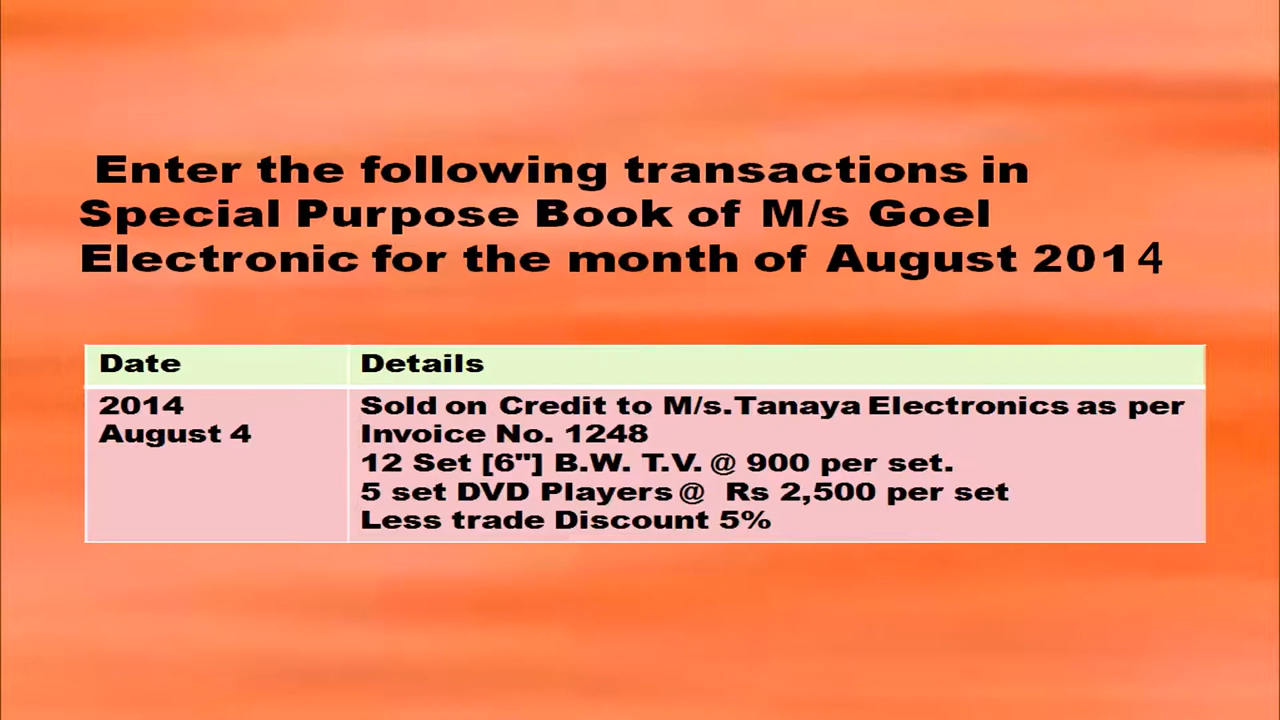 Enter the following transactions in
Special Purpose Book of M/s Goel
Electronic for the month of August 2014
Date Details
2014 Sold on Credit to M/s.Tanaya Electronics as per
August 4 Invoice No. 1248
12 Set [6"] B.W. T.V. @ 900 per set.
5 set DVD Players @ Rs 2,500 per set
Less trade Discount 5%